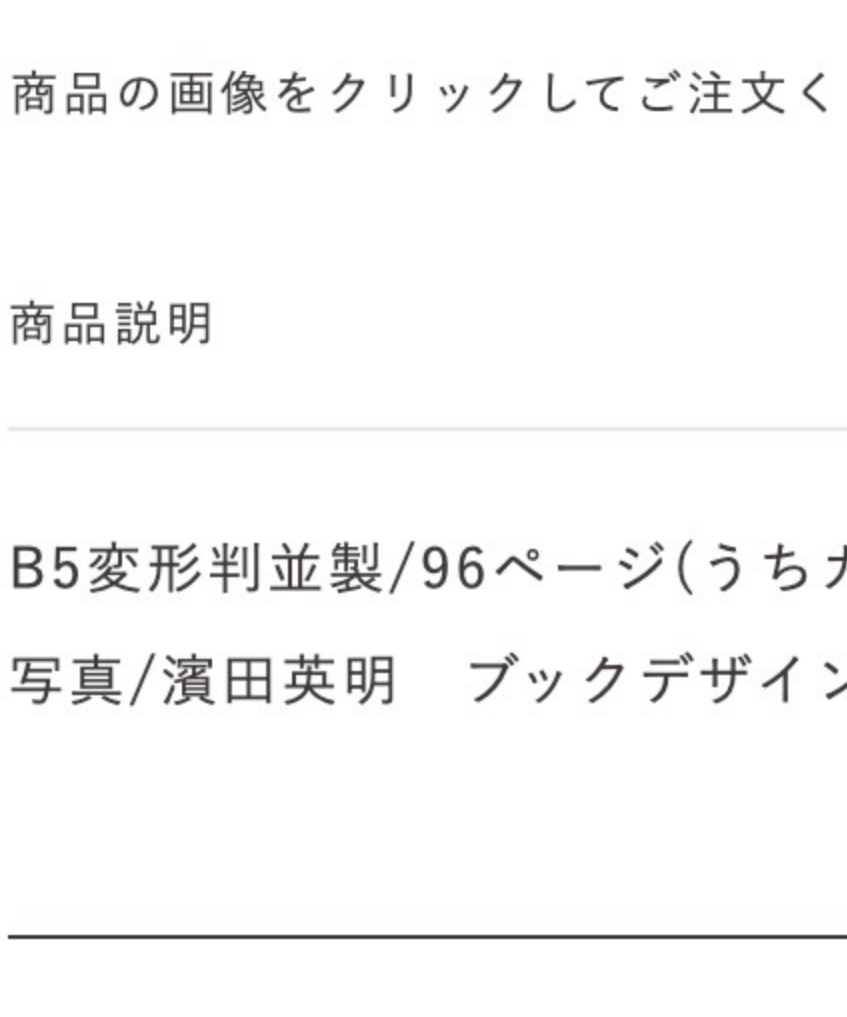 商品の画像をクリックしてご注文く
商品説明
B5変形判並製/96ページ(うちカ
写真/濱田英明　ブックデザイン